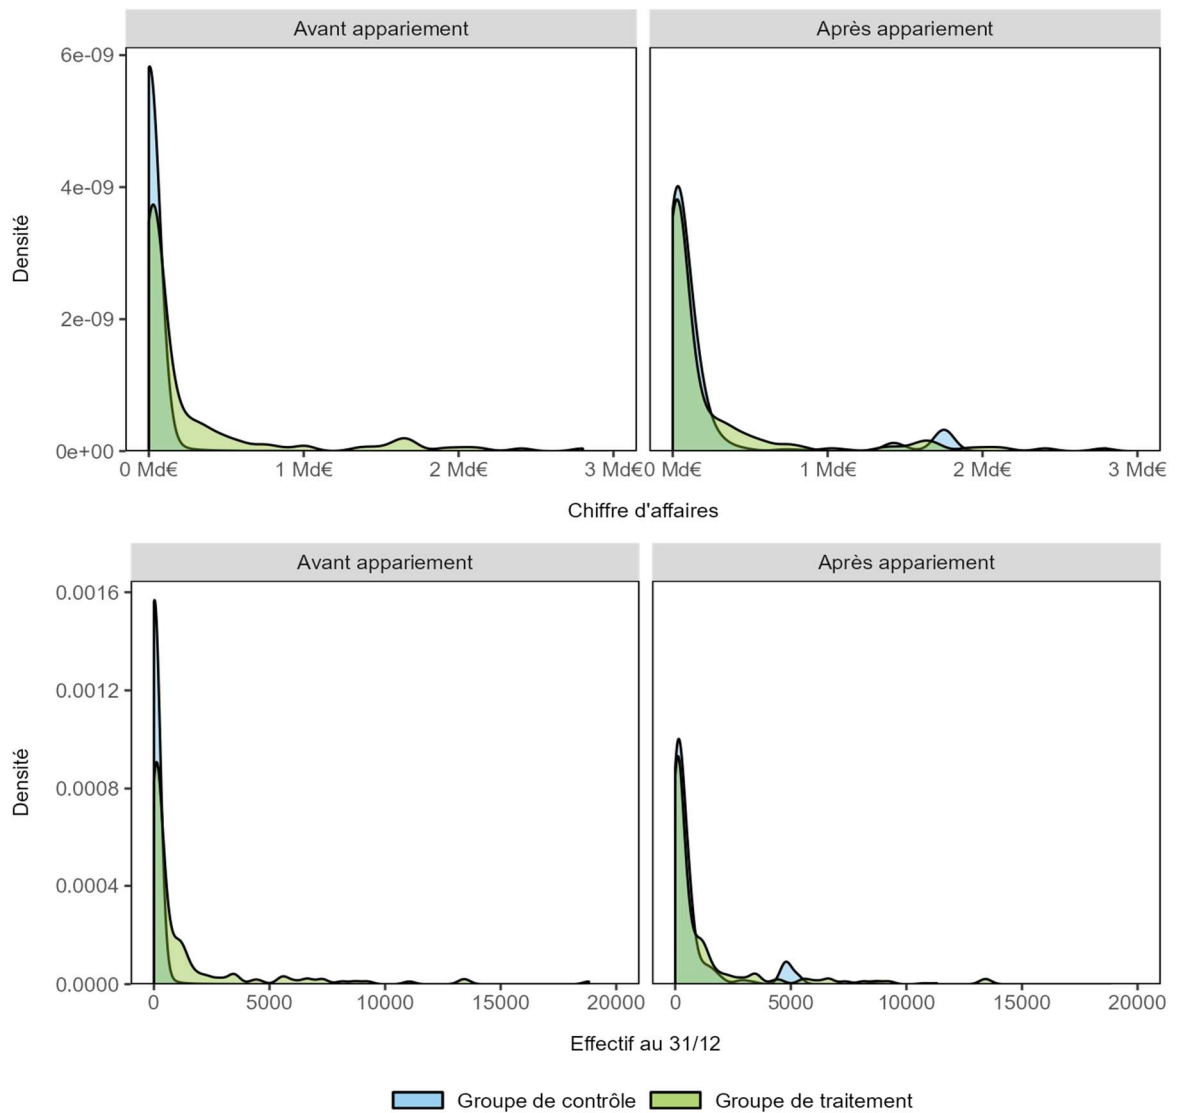 Avant appariement Après appariement
6e-09
4e-09
2e-09
0e+00
Densité
0 Md€ 1 Md€ 2 Md€ 3 Md€ 0 Md€ 1 Md€ 2 Md€ 3 Md€
Chiffre d'affaires
Avant appariement Après appariement
0.0016
0.0012
0.0008
0.0004
0.0000
Densité
0 5000 10000 15000 20000 0 5000 10000 15000 20000
Effectif au 31/12
Groupe de contrôle Groupe de traitement